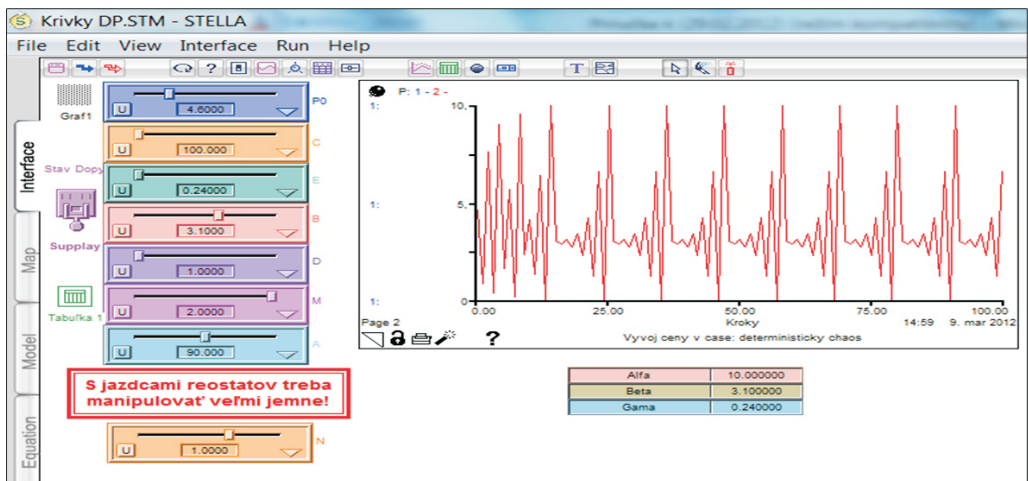 Krivky DP.STM - STELLA
File Edit View Interface Run Help
T
Graf1
U 4.6000 P0
U 100.000 C
Stav Dopy
U 0.24000 E
U 3.1000 B
Supplay
U 1.0000 D
U 2.0000 M
Tabuľka 1
U 90.000 A
S jazdcami reostatov treba
manipulovať veľmi jemne!
U 1.0000 N
Interface
Map
Model
Equation
P: 1 - 2 -
1: 10.
1: 5.
1: 0
0.00 25.00 50.00 75.00 100.00
Page 2 Kroky 14:59 9. mar 2012
? Vyvoj ceny v case: deterministicky chaos
Alfa 10.000000
Beta 3.100000
Gama 0.240000